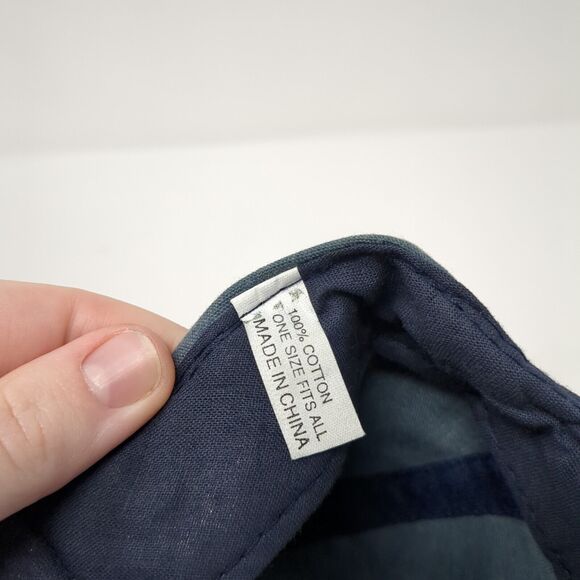 100% COTTON
ONE SIZE FITS ALL
MADE IN CHINA